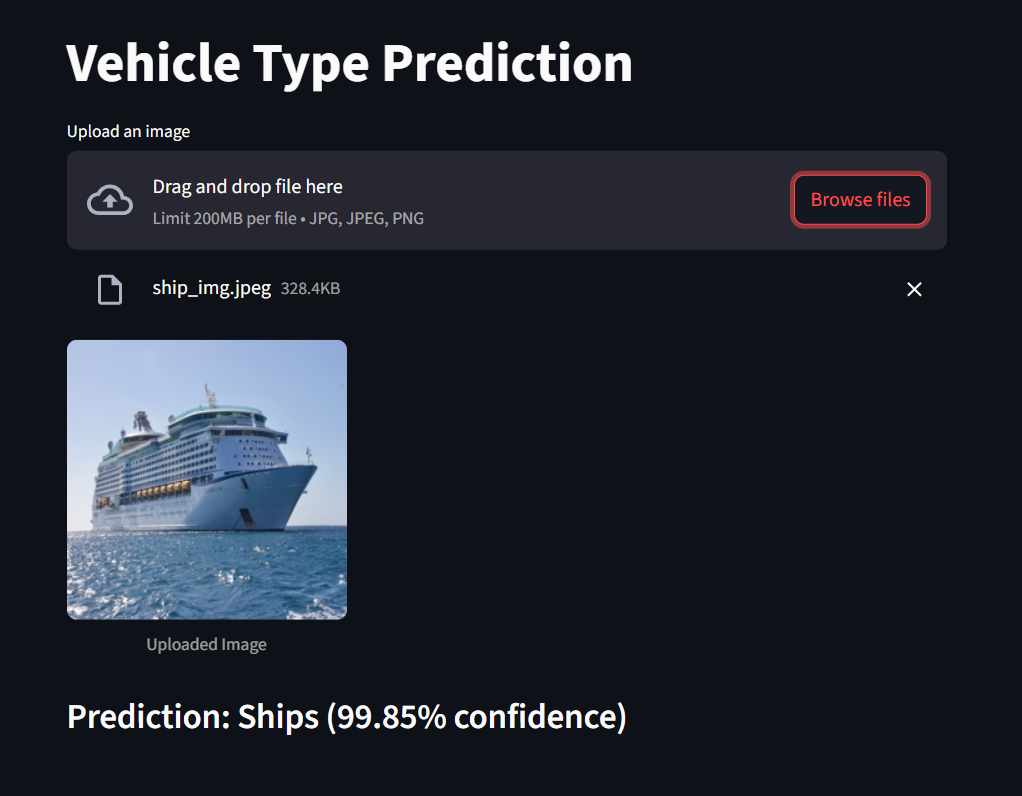 Vehicle Type Prediction
Upload an image
Drag and drop file here
Limit 200MB per file • JPG, JPEG, PNG
Browse files
ship_img.jpeg 328.4KB
Uploaded Image
Prediction: Ships (99.85% confidence)